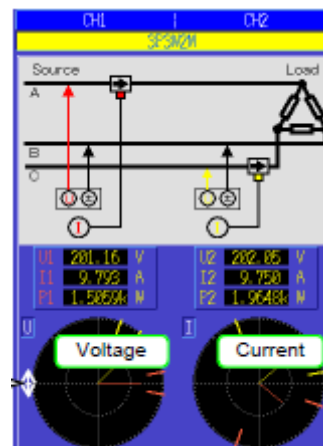 CH1 CH2
3P3W2M
Source Load
A
B
C
U ± ±
I I
U1 201.16 V U2 202.05 V
I1 9.793 A I2 9.750 A
P1 1.5059k W P2 1.9648k W
U Voltage I Current